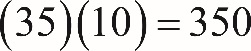 (35)(10) = 350